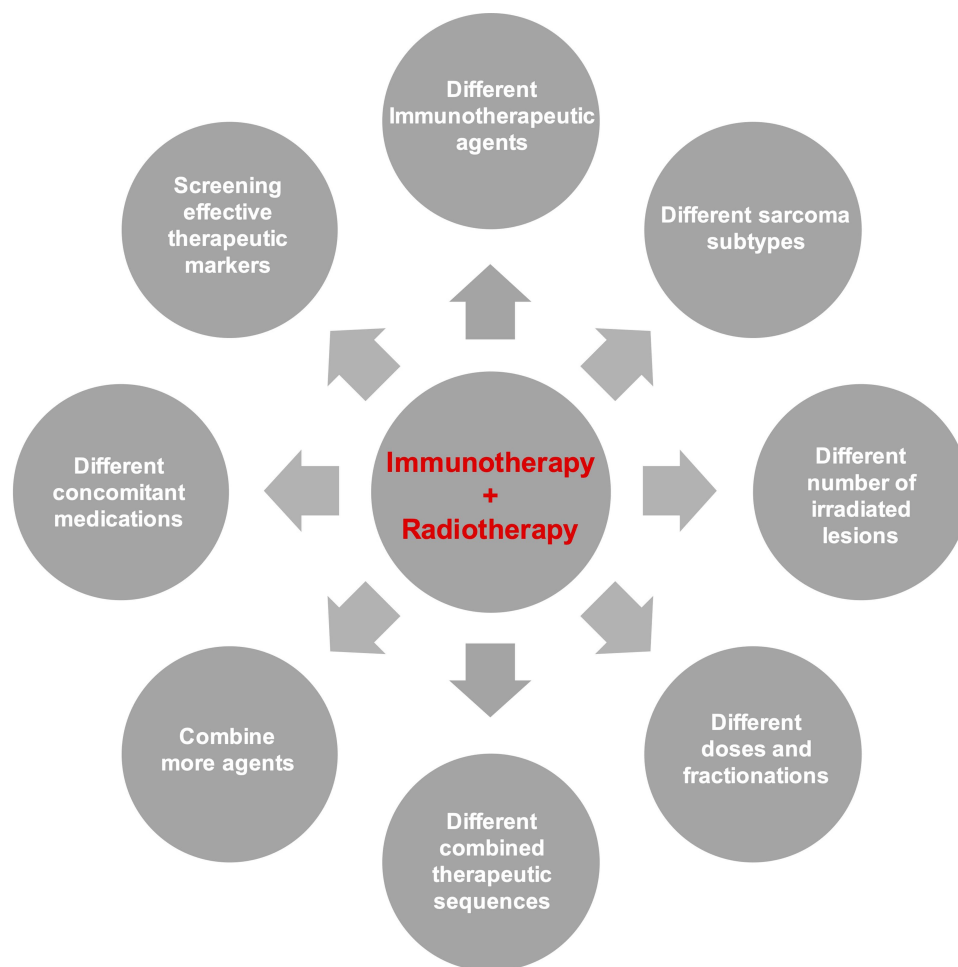 Different
Immunotherapeutic
agents
Screening
effective
therapeutic
markers
Different sarcoma
subtypes
Different
concomitant
medications
Immunotherapy
+
Radiotherapy
Different
number of
irradiated
lesions
Combine
more agents
Different
doses and
fractionations
Different
combined
therapeutic
sequences